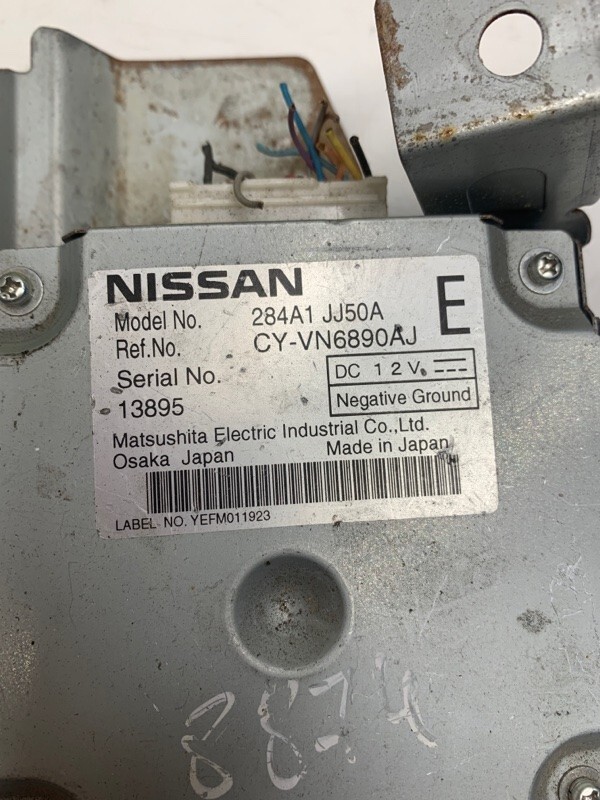 NISSAN E
Model No. 284A1 JJ50A
Ref.No. CY-VN6890AJ
Serial No. DC 12V
13895 Negative Ground
Matsushita Electric Industrial Co.,Ltd.
Osaka Japan Made in Japan
LABEL NO. YEFM011923